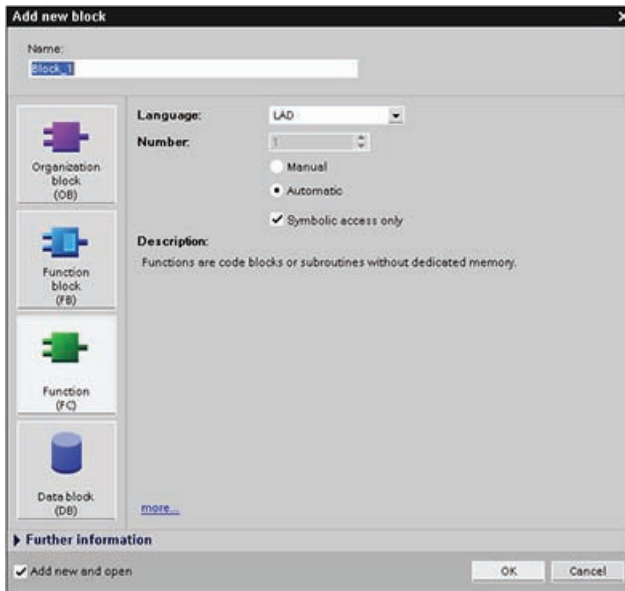 Add new block
Name:
Block_1
Organization
block
(OB)
Function
block
(FB)
Function
(FC)
Data block
(DB)
Language:
LAD
Number:
1
Manual
Automatic
Symbolic access only
Description:
Functions are code blocks or subroutines without dedicated memory.
more...
Further information
Add new and open
OK
Cancel